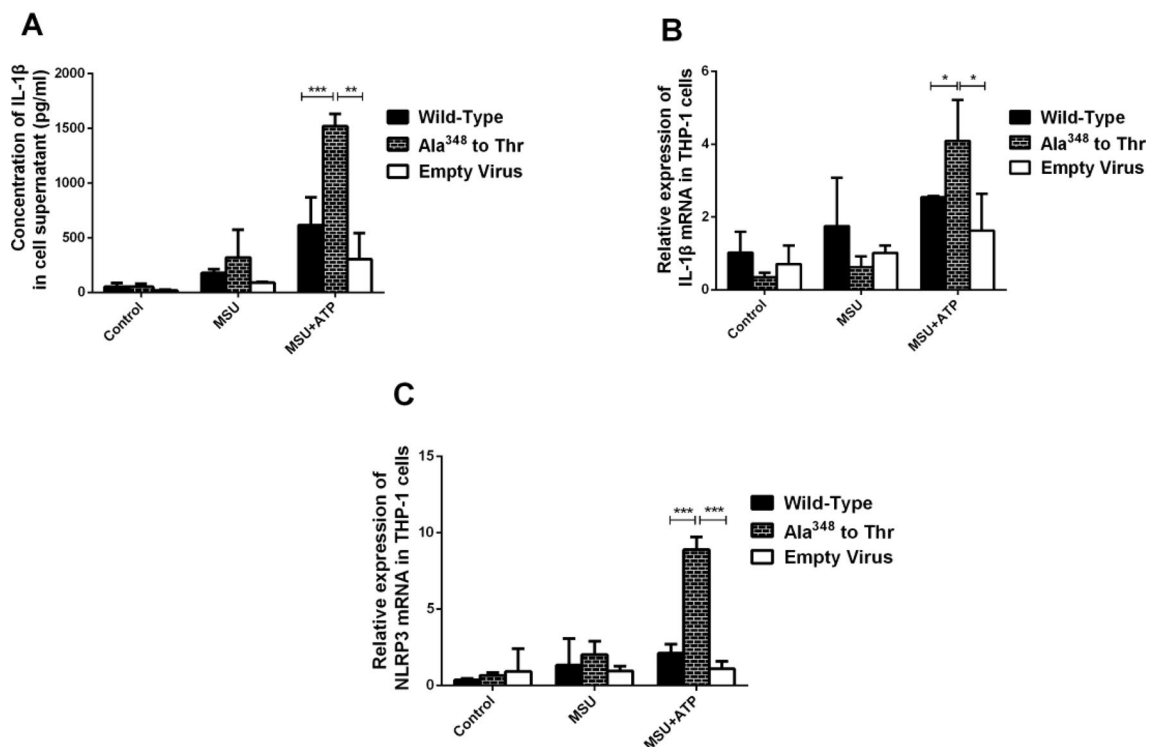 A
Concentration of IL-1β
in cell supernatant (pg/ml)
2000
1500
1000
500
0
***
**
Control
MSU
MSU+ATP
Wild-Type
Ala³⁴⁸ to Thr
Empty Virus
B
Relative expression of
IL-1β mRNA in THP-1 cells
6
4
2
0
*
*
Control
MSU
MSU+ATP
Wild-Type
Ala³⁴⁸ to Thr
Empty Virus
C
Relative expression of
NLRP3 mRNA in THP-1 cells
15
10
5
0
***
***
Control
MSU
MSU+ATP
Wild-Type
Ala³⁴⁸ to Thr
Empty Virus